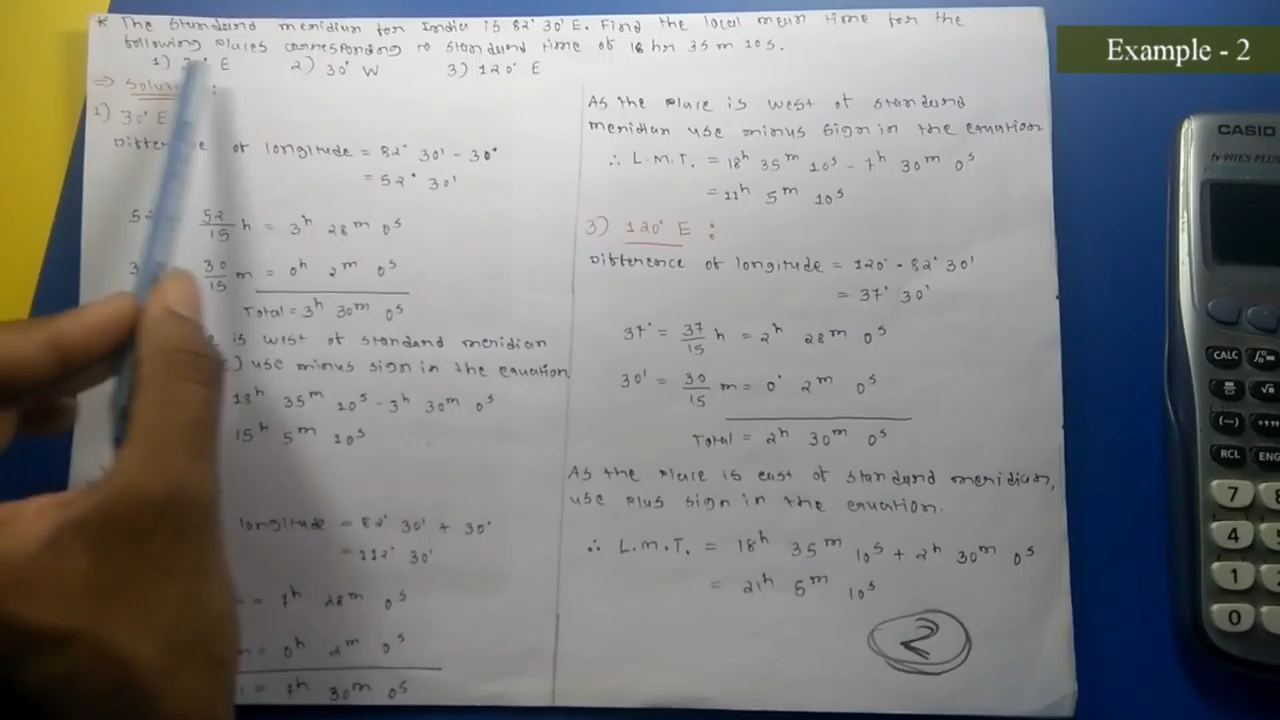 Example - 2
* The standard meridian for India is 82° 30' E. Find the local mean time for the
following places corresponding to standard time of 18 hr 35 m 10 s.
1) ° E 2) 30° W 3) 120° E
⇒ :
1) 30° E
of longitude = 82° 30' - 30°
= 52° 30'
52/15 h = 3h 28m 0s
30/15 m = 0h 2m 0s
Total = 3h 30m 0s
is west of standard meridian
) use minus sign in the equation
18h 35m 10s - 3h 30m 0s
15h 5m 10s
longitude = 82° 30' + 30°
= 112° 30'
= 7h 28m 0s
= 0h 2m 0s
= 7h 30m 0s
As the place is west of standard
meridian use minus sign in the equation
∴ L.M.T. = 18h 35m 10s - 7h 30m 0s
= 11h 5m 10s
3) 120° E :
Difference of longitude = 120° - 82° 30'
= 37° 30'
37° = 37/15 h = 2h 28m 0s
30' = 30/15 m = 0° 2m 0s
Total = 2h 30m 0s
As the place is east of standard meridian,
use plus sign in the equation.
∴ L.M.T. = 18h 35m 10s + 2h 30m 0s
= 21h 5m 10s
2
CASIO
fx-991ES PLUS
CALC
(-)
RCL ENG
7 8
4 5
1 2
0